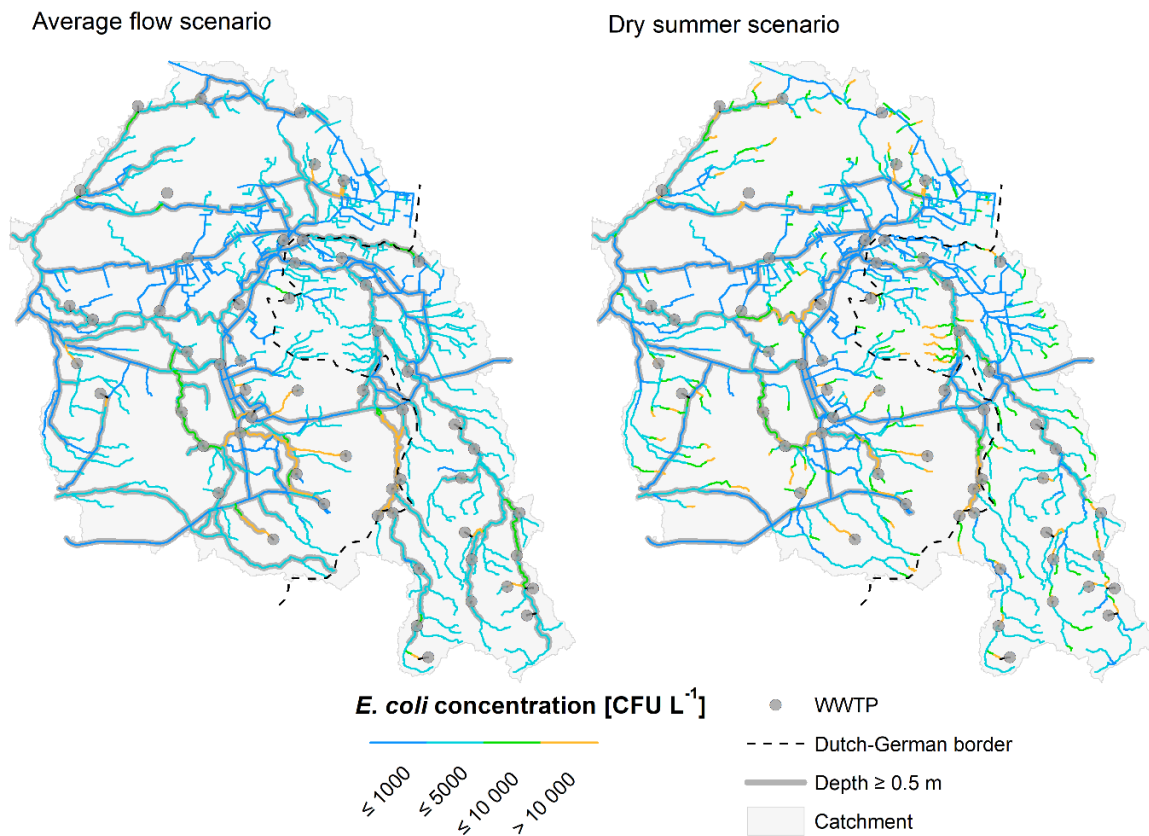 Average flow scenario
Dry summer scenario
E. coli concentration [CFU L⁻¹]
≤ 1000
≤ 5000
≤ 10 000
> 10 000
WWTP
Dutch-German border
Depth ≥ 0.5 m
Catchment